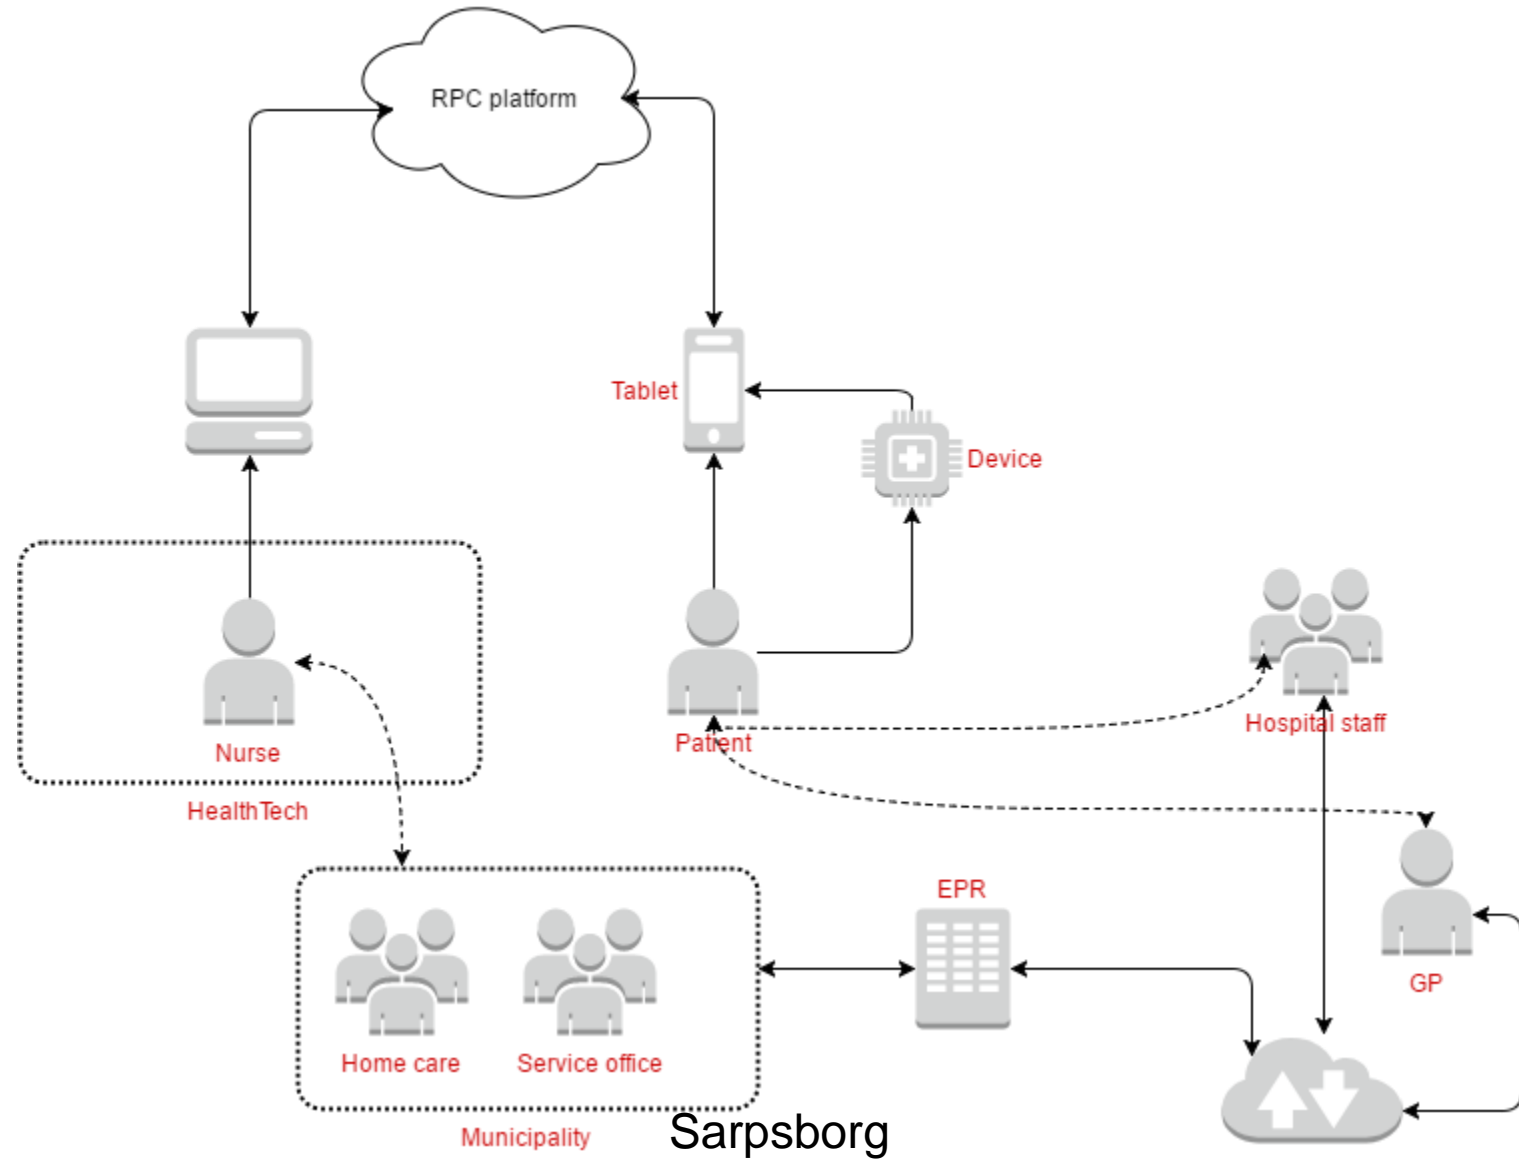 RPC platform
Tablet
Device
Nurse
Patient
Hospital staff
HealthTech
EPR
GP
Home care
Service office
Municipality
Sarpsborg